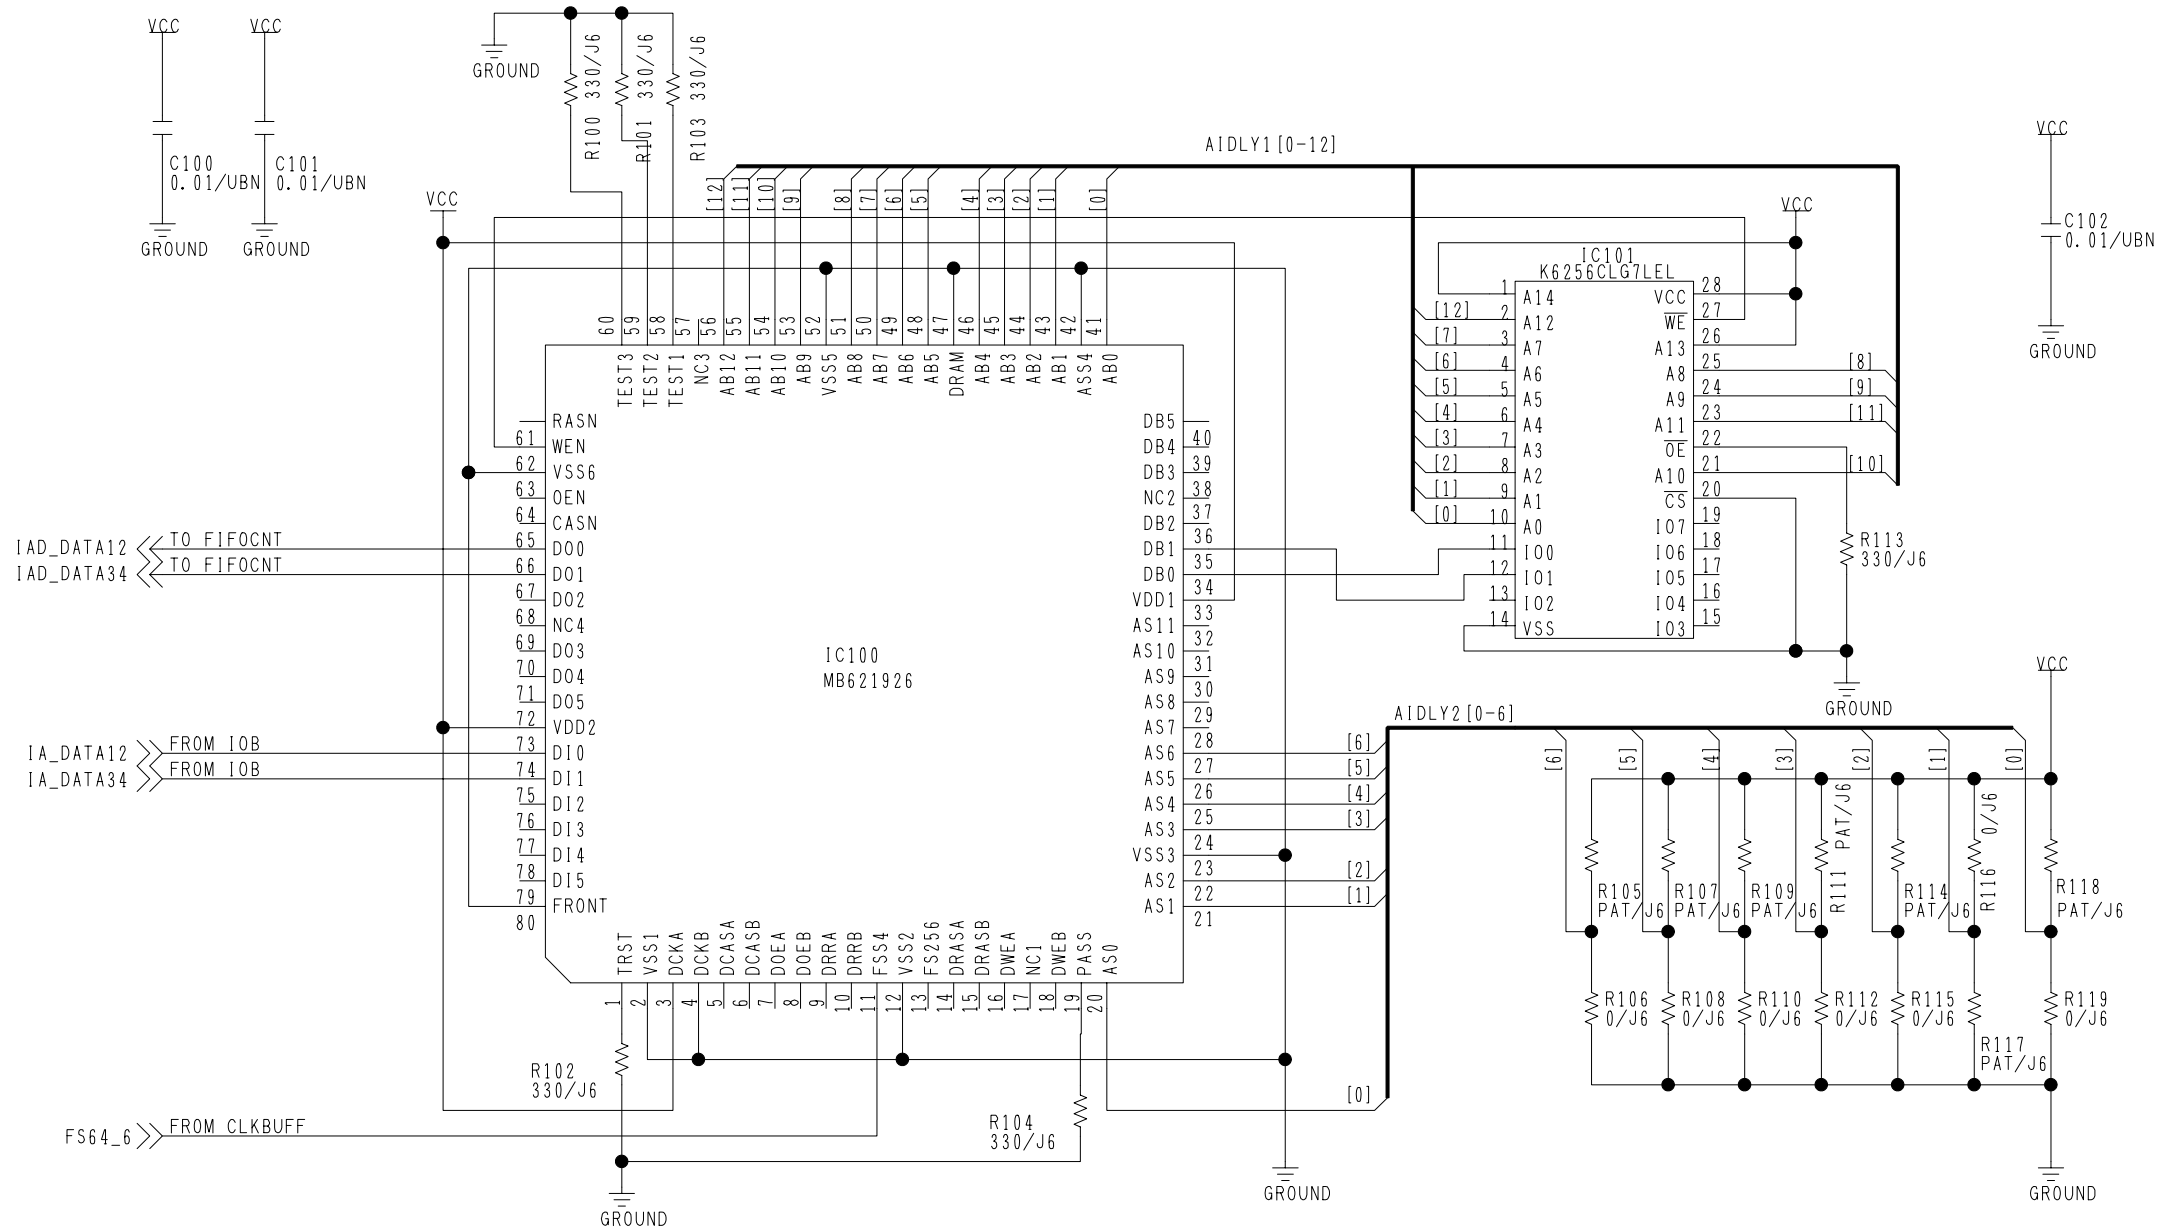 VCC
VCC
GROUND
R100 330/J6
R101 330/J6
R103 330/J6
C100
0.01/UBN
C101
0.01/UBN
GROUND
GROUND
VCC
AIDLY1[0-12]
[12]
[11]
[10]
[9]
[8]
[7]
[6]
[5]
[4]
[3]
[2]
[1]
[0]
VCC
C102
0.01/UBN
GROUND
VCC
IC101
K6256CLG7LEL
1 A14
[12] 2 A12
[7] 3 A7
[6] 4 A6
[5] 5 A5
[4] 6 A4
[3] 7 A3
[2] 8 A2
[1] 9 A1
[0] 10 A0
11 IO0
12 IO1
13 IO2
14 VSS
VCC 28
WE 27
A13 26
A8 25 [8]
A9 24 [9]
A11 23 [11]
OE 22
A10 21 [10]
CS 20
IO7 19
IO6 18
IO5 17
IO4 16
IO3 15
R113
330/J6
GROUND
60 TEST3
59 TEST2
58 TEST1
57 NC3
56 AB12
55 AB11
54 AB10
53 AB9
52 VSS5
51 AB8
50 AB7
49 AB6
48 AB5
47 DRAM
46 AB4
45 AB3
44 AB2
43 AB1
42 ASS4
41 AB0
RASN
61 WEN
62 VSS6
63 OEN
64 CASN
65 DO0
66 DO1
67 DO2
68 NC4
69 DO3
70 DO4
71 DO5
72 VDD2
73 DI0
74 DI1
75 DI2
76 DI3
77 DI4
78 DI5
79 FRONT
80
IAD_DATA12 TO FIFOCNT
IAD_DATA34 TO FIFOCNT
IA_DATA12 FROM IOB
IA_DATA34 FROM IOB
IC100
MB621926
DB5
DB4 40
DB3 39
NC2 38
DB2 37
DB1 36
DB0 35
VDD1 34
AS11 33
AS10 32
AS9 31
AS8 30
AS7 29
AS6 28 [6]
AS5 27 [5]
AS4 26 [4]
AS3 25 [3]
VSS3 24
AS2 23 [2]
AS1 22 [1]
21
TRST 1
VSS1 2
DCKA 3
DCKB 4
DCASA 5
DCASB 6
DOEA 7
DOEB 8
DRRA 9
DRRB 10
FSS4 11
VSS2 12
FS256 13
DRASA 14
DRASB 15
DWEA 16
NC1 17
DWEB 18
PASS 19
AS0 20
R102
330/J6
R104
330/J6
[0]
FS64_6 FROM CLKBUFF
GROUND
GROUND
AIDLY2[0-6]
VCC
[6]
[5]
[4]
[3]
[2]
[1]
[0]
R105
PAT/J6
R107
PAT/J6
R109
PAT/J6
R111 PAT/J6
R114
PAT/J6
R116 0/J6
R118
PAT/J6
R106
0/J6
R108
0/J6
R110
0/J6
R112
0/J6
R115
0/J6
R117
PAT/J6
R119
0/J6
GROUND